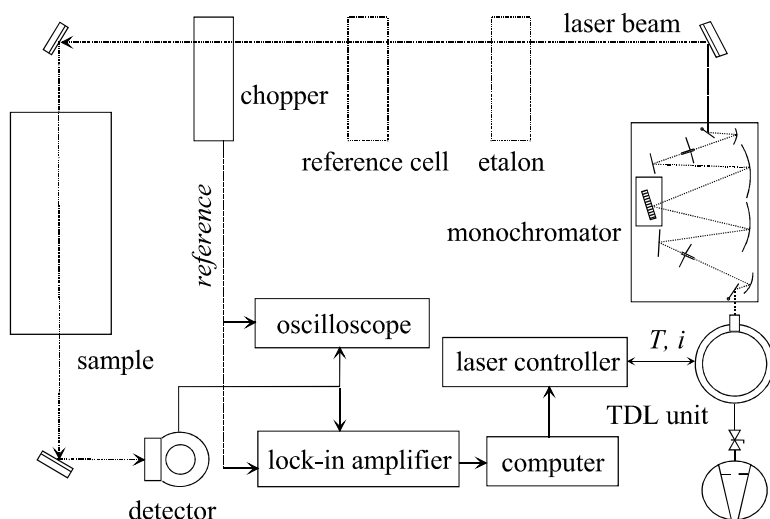 laser beam
chopper
reference cell
etalon
monochromator
reference
oscilloscope
sample
laser controller
T, i
TDL unit
lock-in amplifier
computer
detector